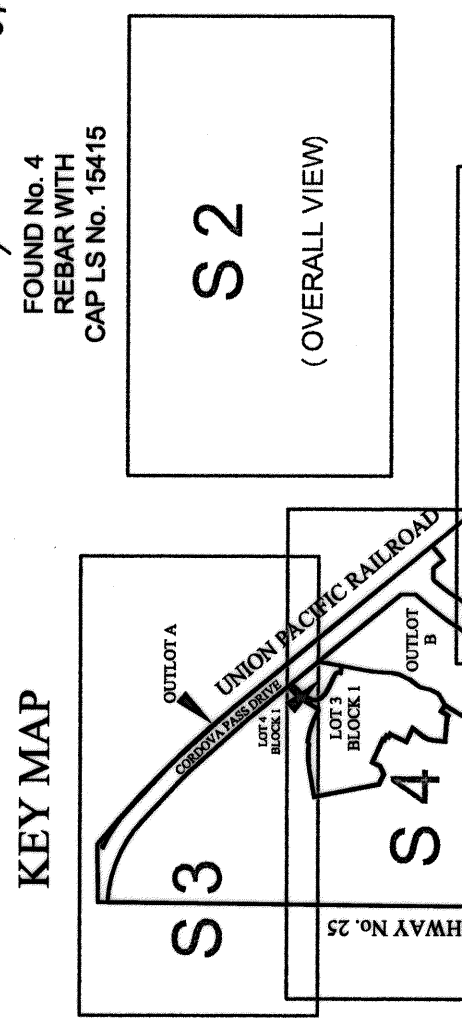 FOUND No. 4
REBAR WITH
CAP LS No. 15415
S 2
(OVERALL VIEW)
KEY MAP
OUTLOT A
UNION PACIFIC RAILROAD
CORDOVA PASS DRIVE
LOT 4
BLOCK 1
LOT 3
BLOCK 1
OUTLOT
B
S 3
S 4
HWAY No. 25